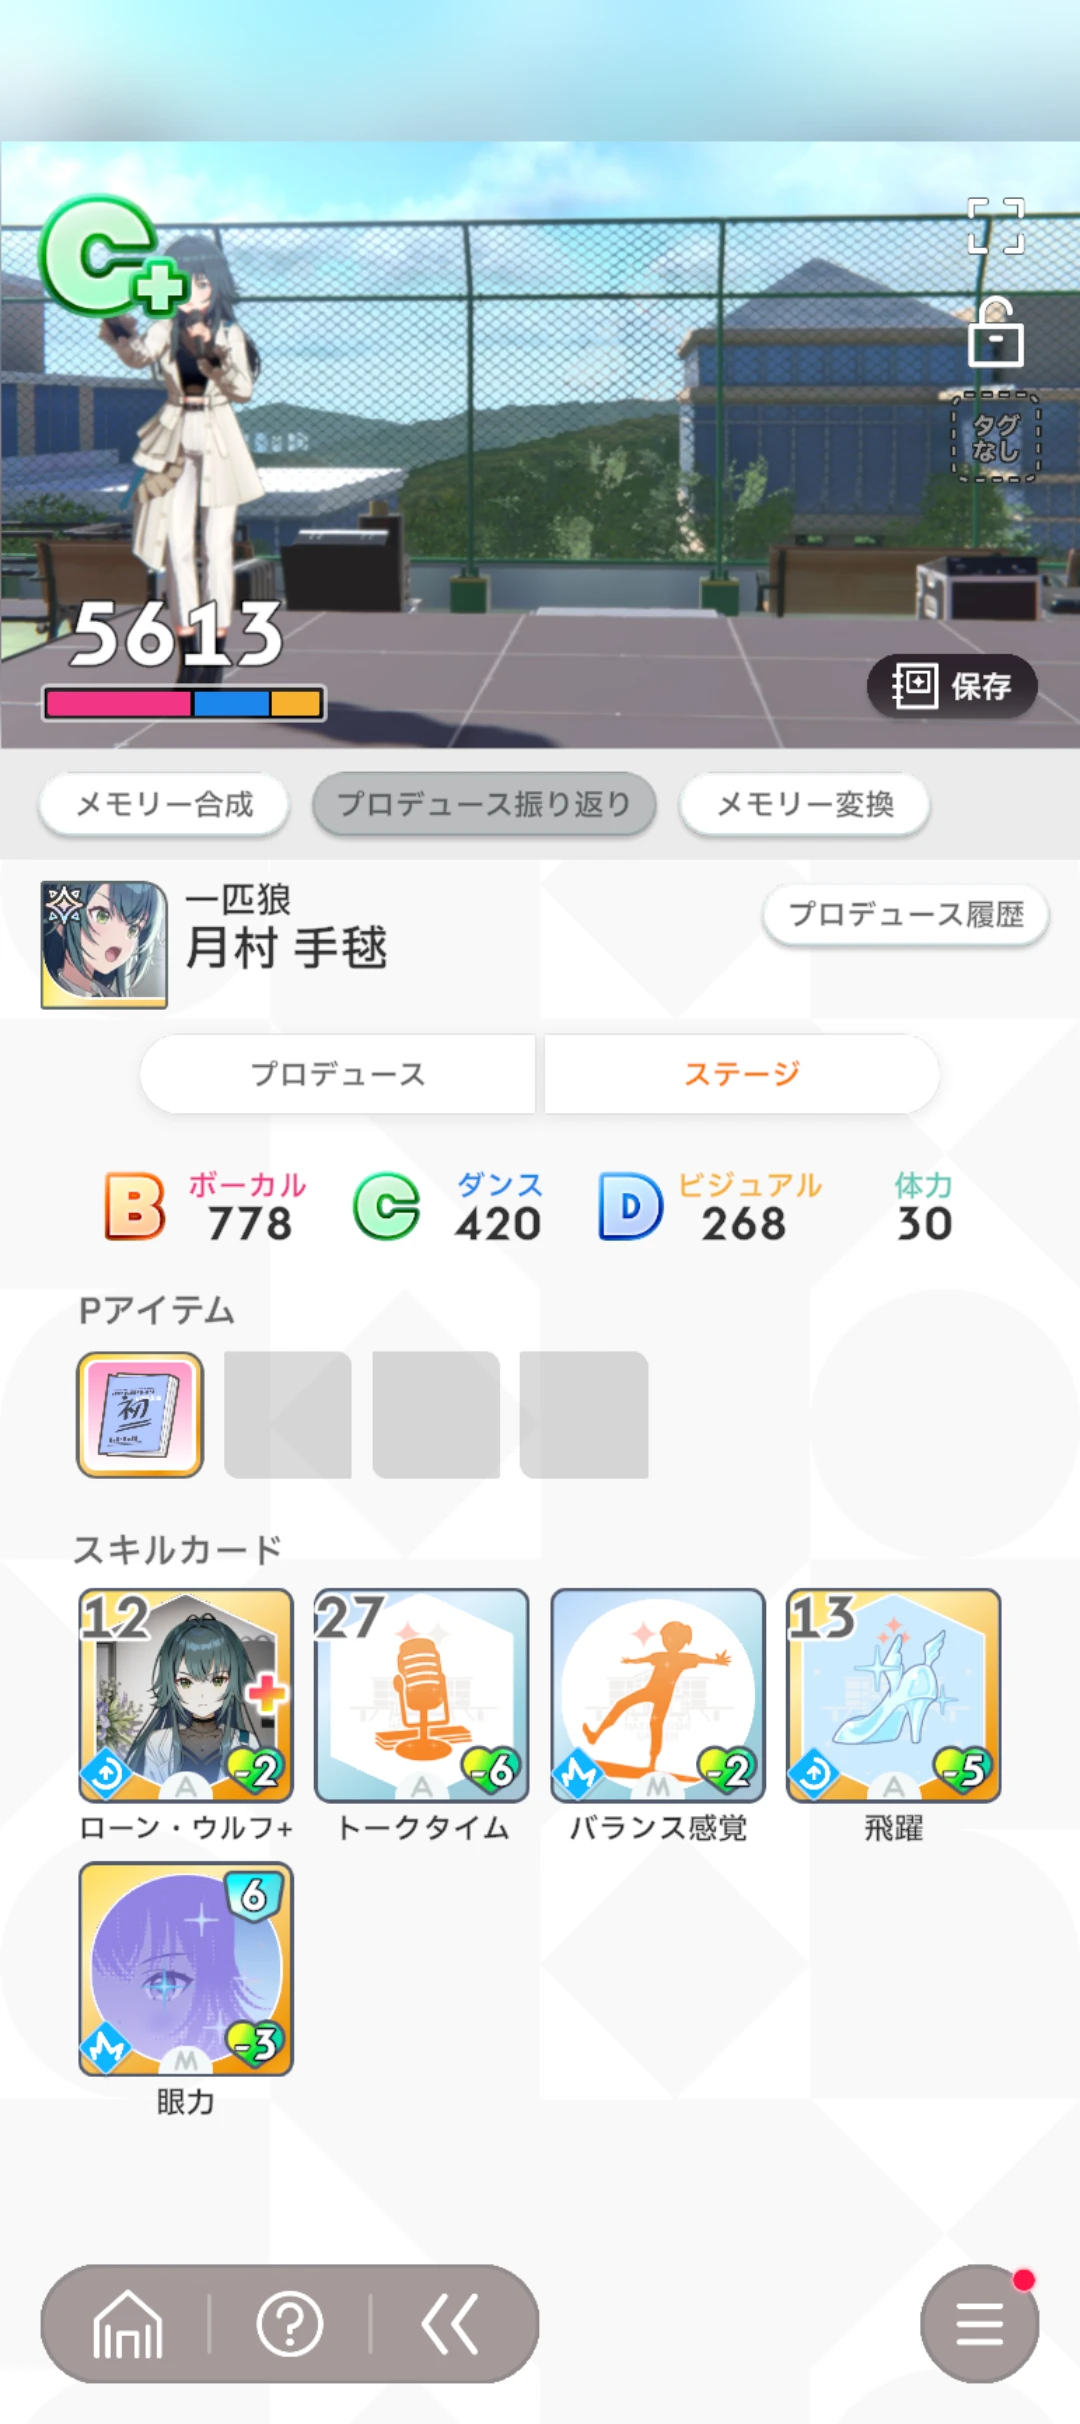 C+
タグ
なし
5613
保存
メモリー合成
プロデュース振り返り
メモリー変換
一匹狼
月村 手毬
プロデュース履歴
プロデュース
ステージ
B ボーカル 778
C ダンス 420
D ビジュアル 268
体力 30
Pアイテム
初
スキルカード
12 A -2
ローン・ウルフ+
27 A -6
トークタイム
M -2
バランス感覚
13 A -5
飛躍
6 M -3
眼力